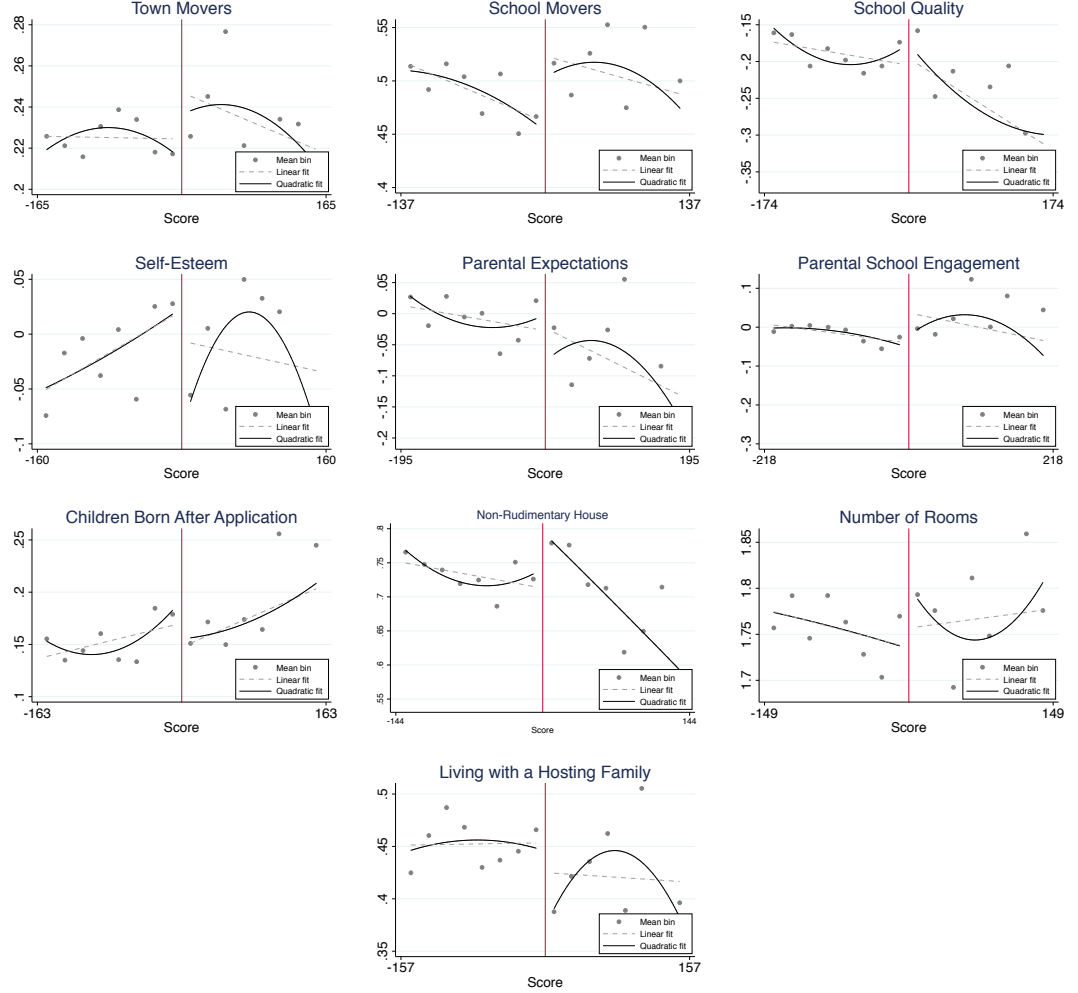 Town Movers
.28
.26
.24
.22
.2
-165
165
Score
Mean bin
Linear fit
Quadratic fit
School Movers
.55
.5
.45
.4
-137
137
Score
Mean bin
Linear fit
Quadratic fit
School Quality
-.15
-.2
-.25
-.3
-.35
-174
174
Score
Mean bin
Linear fit
Quadratic fit
Self-Esteem
.05
0
-.05
-.1
-160
160
Score
Mean bin
Linear fit
Quadratic fit
Parental Expectations
.05
0
-.05
-.1
-.15
-.2
-195
195
Score
Mean bin
Linear fit
Quadratic fit
Parental School Engagement
.1
0
-.1
-.2
-.3
-218
218
Score
Mean bin
Linear fit
Quadratic fit
Children Born After Application
.25
.2
.15
.1
-163
163
Score
Mean bin
Linear fit
Quadratic fit
Non-Rudimentary House
.8
.75
.7
.65
.6
.55
-144
144
Score
Mean bin
Linear fit
Quadratic fit
Number of Rooms
1.85
1.8
1.75
1.7
-149
149
Score
Mean bin
Linear fit
Quadratic fit
Living with a Hosting Family
.5
.45
.4
.35
-157
157
Score
Mean bin
Linear fit
Quadratic fit